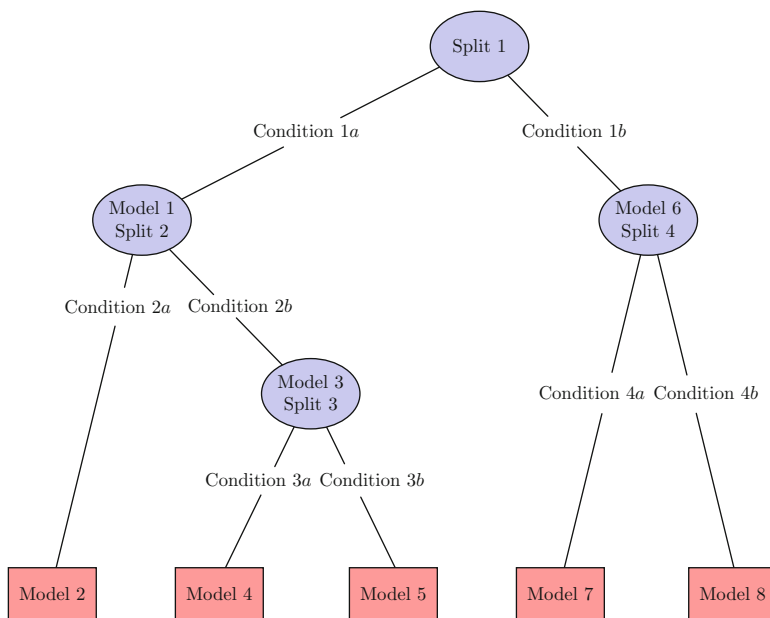 Split 1
Condition 1a
Condition 1b
Model 1
Split 2
Model 6
Split 4
Condition 2a
Condition 2b
Model 3
Split 3
Condition 4a
Condition 4b
Condition 3a
Condition 3b
Model 2
Model 4
Model 5
Model 7
Model 8